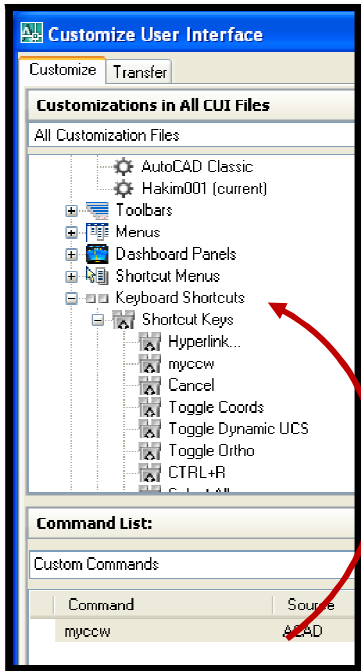 Customize User Interface
Customize Transfer
Customizations in All CUI Files
All Customization Files
AutoCAD Classic
Hakim001 (current)
Toolbars
Menus
Dashboard Panels
Shortcut Menus
Keyboard Shortcuts
Shortcut Keys
Hyperlink...
myccw
Cancel
Toggle Coords
Toggle Dynamic UCS
Toggle Ortho
CTRL+R
Select All
Command List:
Custom Commands
Command Source
myccw ACAD